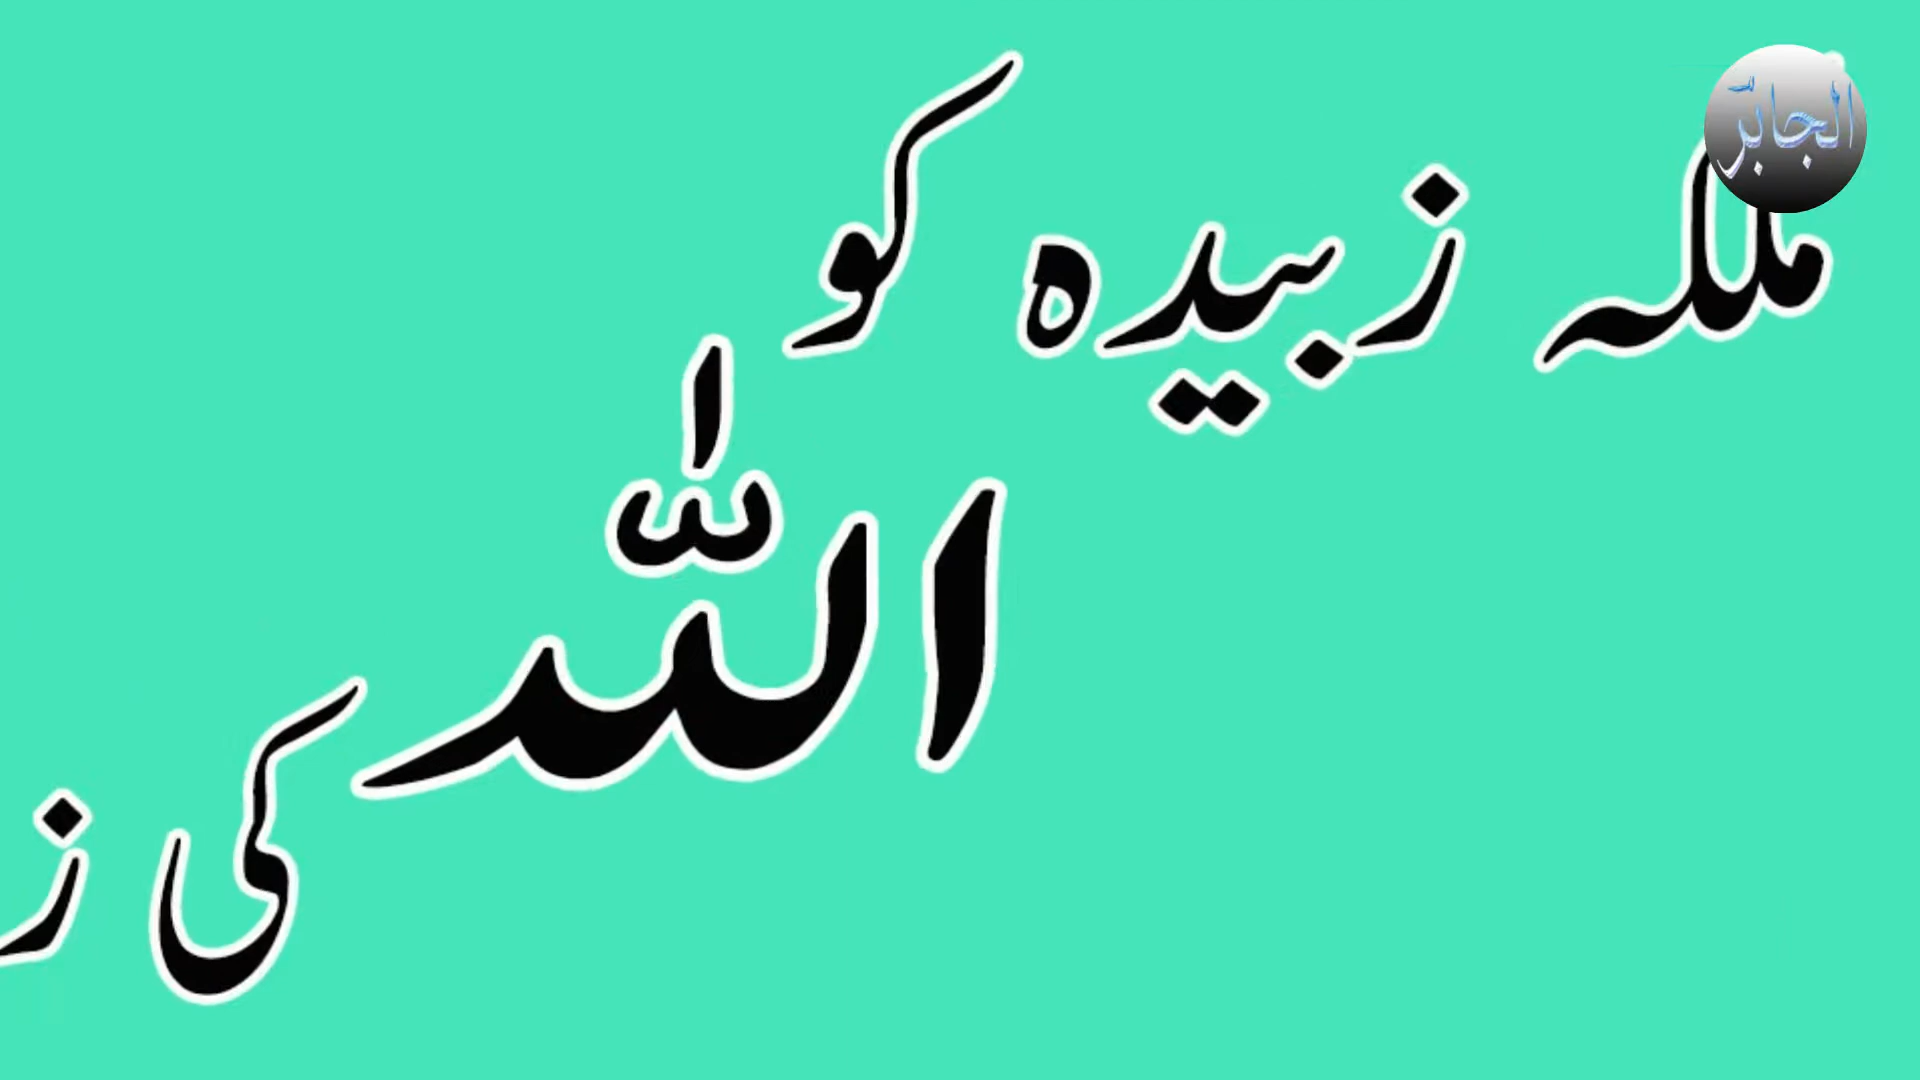 الجابر
ملکہ زبیدہ کو
اللہ کی ز